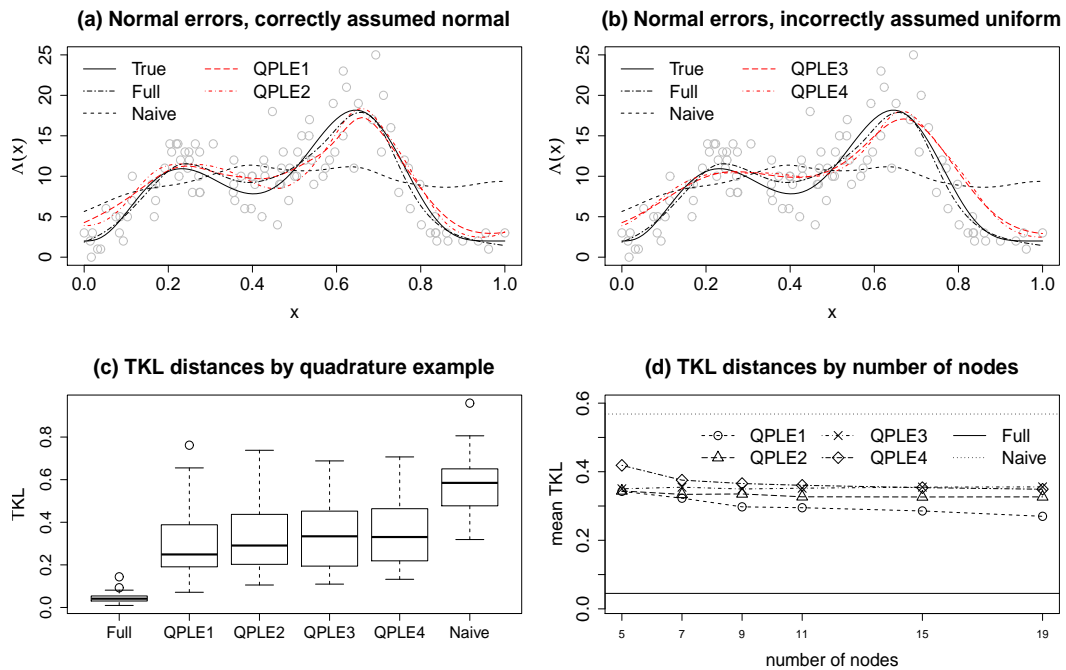 (a) Normal errors, correctly assumed normal
Λ(x)
25
20
15
10
5
0
True
Full
Naive
QPLE1
QPLE2
0.0 0.2 0.4 0.6 0.8 1.0
x
(b) Normal errors, incorrectly assumed uniform
Λ(x)
25
20
15
10
5
0
True
Full
Naive
QPLE3
QPLE4
0.0 0.2 0.4 0.6 0.8 1.0
x
(c) TKL distances by quadrature example
TKL
0.8
0.6
0.4
0.2
0.0
Full QPLE1 QPLE2 QPLE3 QPLE4 Naive
(d) TKL distances by number of nodes
mean TKL
0.6
0.4
0.2
0.0
QPLE1
QPLE2
QPLE3
QPLE4
Full
Naive
5 7 9 11 15 19
number of nodes